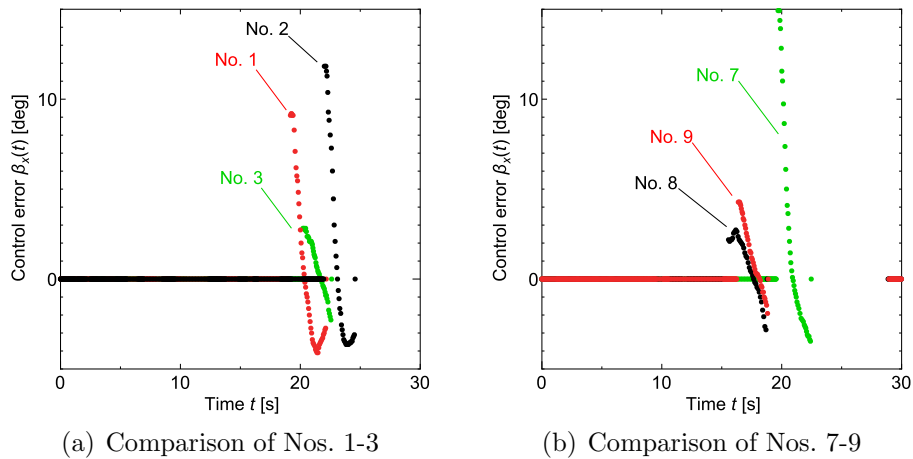 Control error βx(t) [deg]
10
0
No. 1
No. 2
No. 3
0 10 20 30
Time t [s]
(a) Comparison of Nos. 1-3
Control error βx(t) [deg]
10
0
No. 7
No. 9
No. 8
0 10 20 30
Time t [s]
(b) Comparison of Nos. 7-9